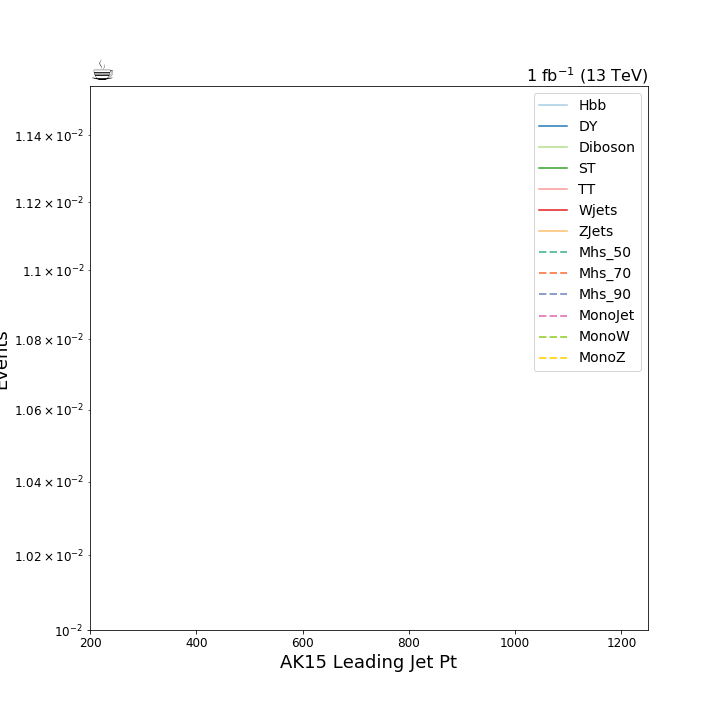 ☕
1 fb⁻¹ (13 TeV)
Hbb
DY
Diboson
ST
TT
Wjets
ZJets
Mhs_50
Mhs_70
Mhs_90
MonoJet
MonoW
MonoZ
1.14 × 10⁻²
1.12 × 10⁻²
1.1 × 10⁻²
1.08 × 10⁻²
1.06 × 10⁻²
1.04 × 10⁻²
1.02 × 10⁻²
10⁻²
Events
200 400 600 800 1000 1200
AK15 Leading Jet Pt